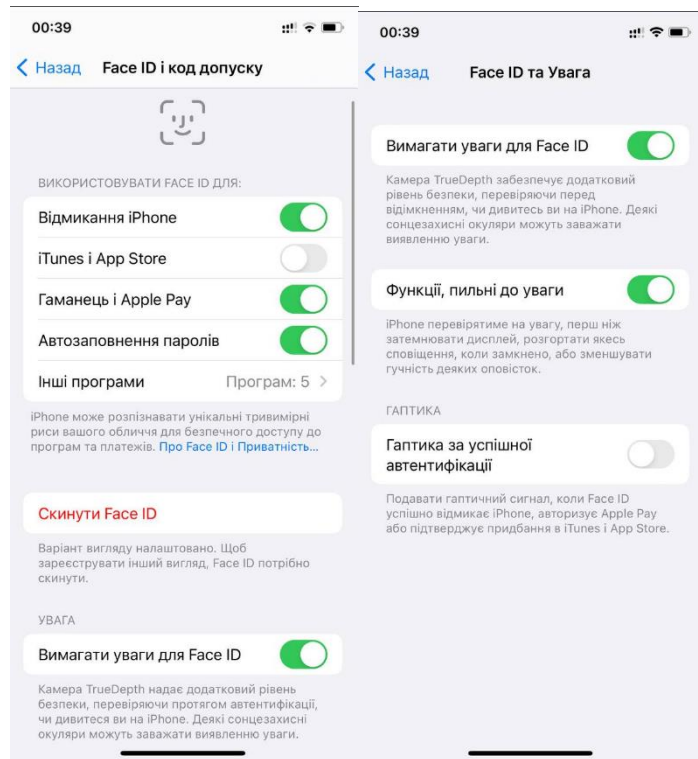 00:39
Назад
Face ID і код допуску
ВИКОРИСТОВУВАТИ FACE ID ДЛЯ:
Відмикання iPhone
iTunes і App Store
Гаманець і Apple Pay
Автозаповнення паролів
Інші програми
Програм: 5
iPhone може розпізнавати унікальні тривимірні
риси вашого обличчя для безпечного доступу до
програм та платежів. Про Face ID і Приватність...
Скинути Face ID
Варіант вигляду налаштовано. Щоб
зареєструвати інший вигляд, Face ID потрібно
скинути.
УВАГА
Вимагати уваги для Face ID
Камера TrueDepth надає додатковий рівень
безпеки, перевіряючи протягом автентифікації,
чи дивитеся ви на iPhone. Деякі сонцезахисні
окуляри можуть заважати виявленню уваги.
00:39
Назад
Face ID та Увага
Вимагати уваги для Face ID
Камера TrueDepth забезпечує додатковий
рівень безпеки, перевіряючи перед
відімкненням, чи дивитесь ви на iPhone. Деякі
сонцезахисні окуляри можуть заважати
виявленню уваги.
Функції, пильні до уваги
iPhone перевірятиме на увагу, перш ніж
затемнювати дисплей, розгортати якесь
сповіщення, коли замкнено, або зменшувати
гучність деяких оповісток.
ГАПТИКА
Гаптика за успішної
автентифікації
Подавати гаптичний сигнал, коли Face ID
успішно відмикає iPhone, авторизує Apple Pay
або підтверджує придбання в iTunes і App Store.